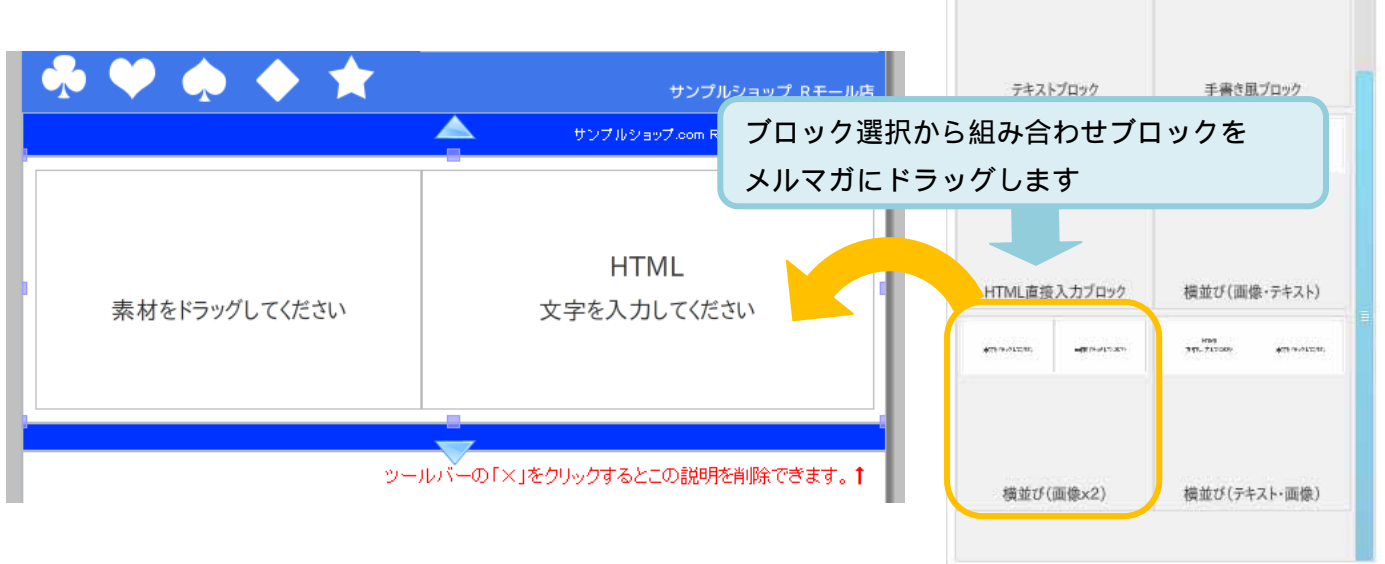 サンプルショップ Rモール店
サンプルショップ.com R
素材をドラッグしてください
HTML
文字を入力してください
ツールバーの「×」をクリックするとこの説明を削除できます。↑
ブロック選択から組み合わせブロックを
メルマガにドラッグします
テキストブロック
手書き風ブロック
HTML直接入力ブロック
横並び(画像・テキスト)
横並び(画像x2)
横並び(テキスト・画像)